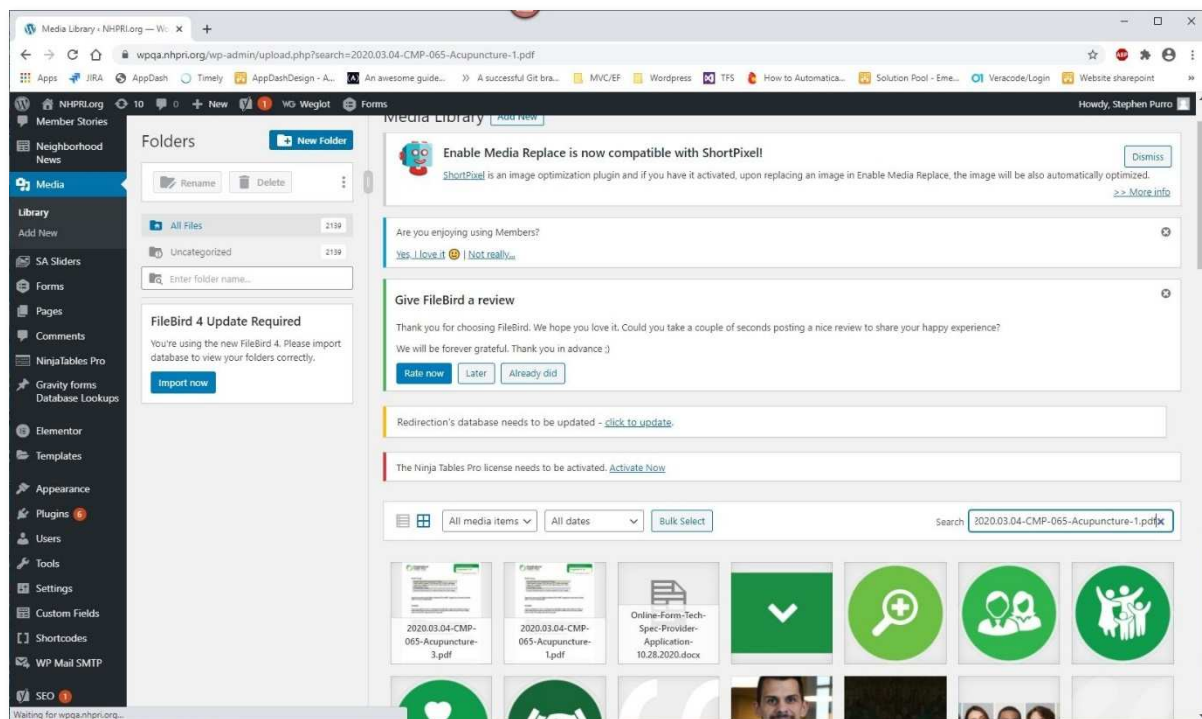 Media Library ‹ NHPRI.org — Wo
wpqa.nhpri.org/wp-admin/upload.php?search=2020.03.04-CMP-065-Acupuncture-1.pdf
Apps JIRA AppDash Timely AppDashDesign - A... An awesome guide... A successful Git bra... MVC/EF Wordpress TFS How to Automatica... Solution Pool - Eme... Veracode/Login Website sharepoint
NHPRI.org 10 0 + New 1 Weglot Forms Howdy, Stephen Purro
Member Stories
Neighborhood
News
Media
Library
Add New
SA Sliders
Forms
Pages
Comments
NinjaTables Pro
Gravity forms
Database Lookups
Elementor
Templates
Appearance
Plugins 6
Users
Tools
Settings
Custom Fields
Shortcodes
WP Mail SMTP
SEO 1
Waiting for wpqa.nhpri.org...
Folders
New Folder
Rename Delete
All Files 2139
Uncategorized 2139
Enter folder name...
FileBird 4 Update Required
You're using the new FileBird 4. Please import
database to view your folders correctly.
Import now
Media Library Add New
Enable Media Replace is now compatible with ShortPixel!
Dismiss
ShortPixel is an image optimization plugin and if you have it activated, upon replacing an image in Enable Media Replace, the image will be also automatically optimized.
>> More info
Are you enjoying using Members?
Yes, I love it | Not really...
Give FileBird a review
Thank you for choosing FileBird. We hope you love it. Could you take a couple of seconds posting a nice review to share your happy experience?
We will be forever grateful. Thank you in advance ;)
Rate now Later Already did
Redirection's database needs to be updated - click to update.
The Ninja Tables Pro license needs to be activated. Activate Now
All media items All dates Bulk Select Search 2020.03.04-CMP-065-Acupuncture-1.pdf
2020.03.04-CMP-
065-Acupuncture-
3.pdf
2020.03.04-CMP-
065-Acupuncture-
1.pdf
Online-Form-Tech-
Spec-Provider-
Application-
10.28.2020.docx